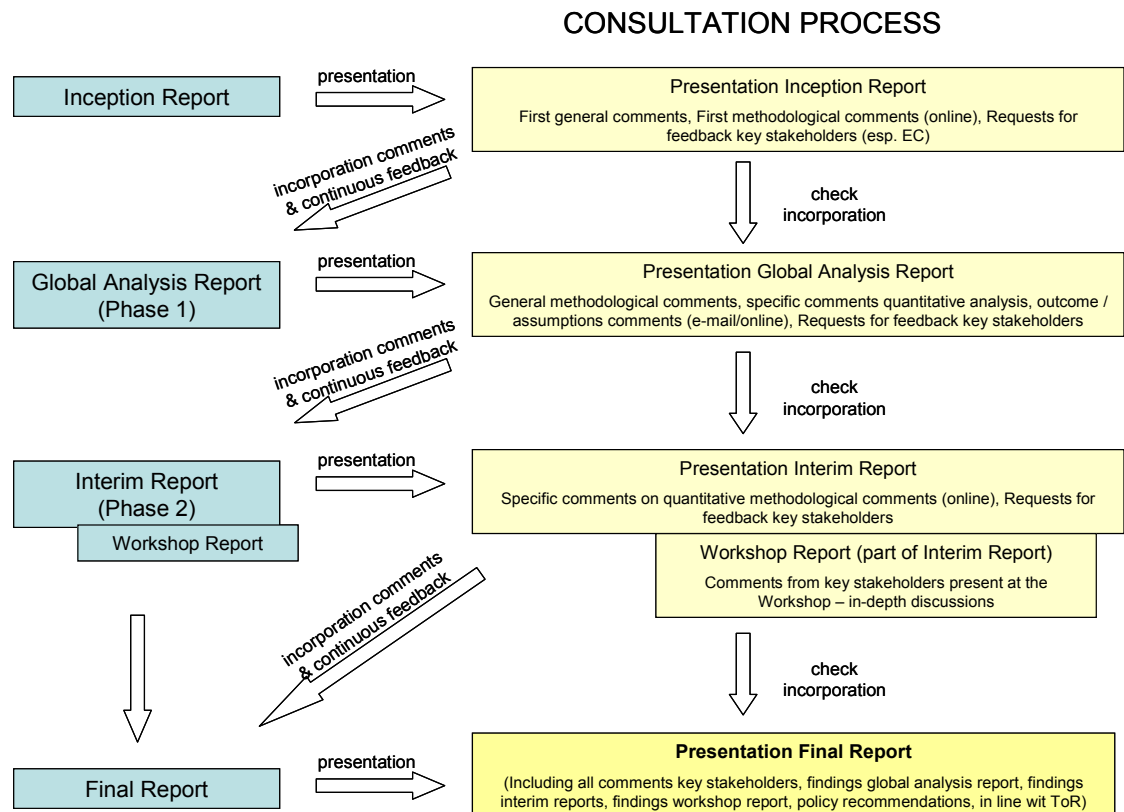 CONSULTATION PROCESS
Inception Report
presentation
Presentation Inception Report
First general comments, First methodological comments (online), Requests for
feedback key stakeholders (esp. EC)
incorporation comments
& continuous feedback
check
incorporation
Global Analysis Report
(Phase 1)
presentation
Presentation Global Analysis Report
General methodological comments, specific comments quantitative analysis, outcome /
assumptions comments (e-mail/online), Requests for feedback key stakeholders
incorporation comments
& continuous feedback
check
incorporation
Interim Report
(Phase 2)
Workshop Report
presentation
Presentation Interim Report
Specific comments on quantitative methodological comments (online), Requests for
feedback key stakeholders
Workshop Report (part of Interim Report)
Comments from key stakeholders present at the
Workshop – in-depth discussions
incorporation comments
& continuous feedback
check
incorporation
Final Report
presentation
Presentation Final Report
(Including all comments key stakeholders, findings global analysis report, findings
interim reports, findings workshop report, policy recommendations, in line wit ToR)